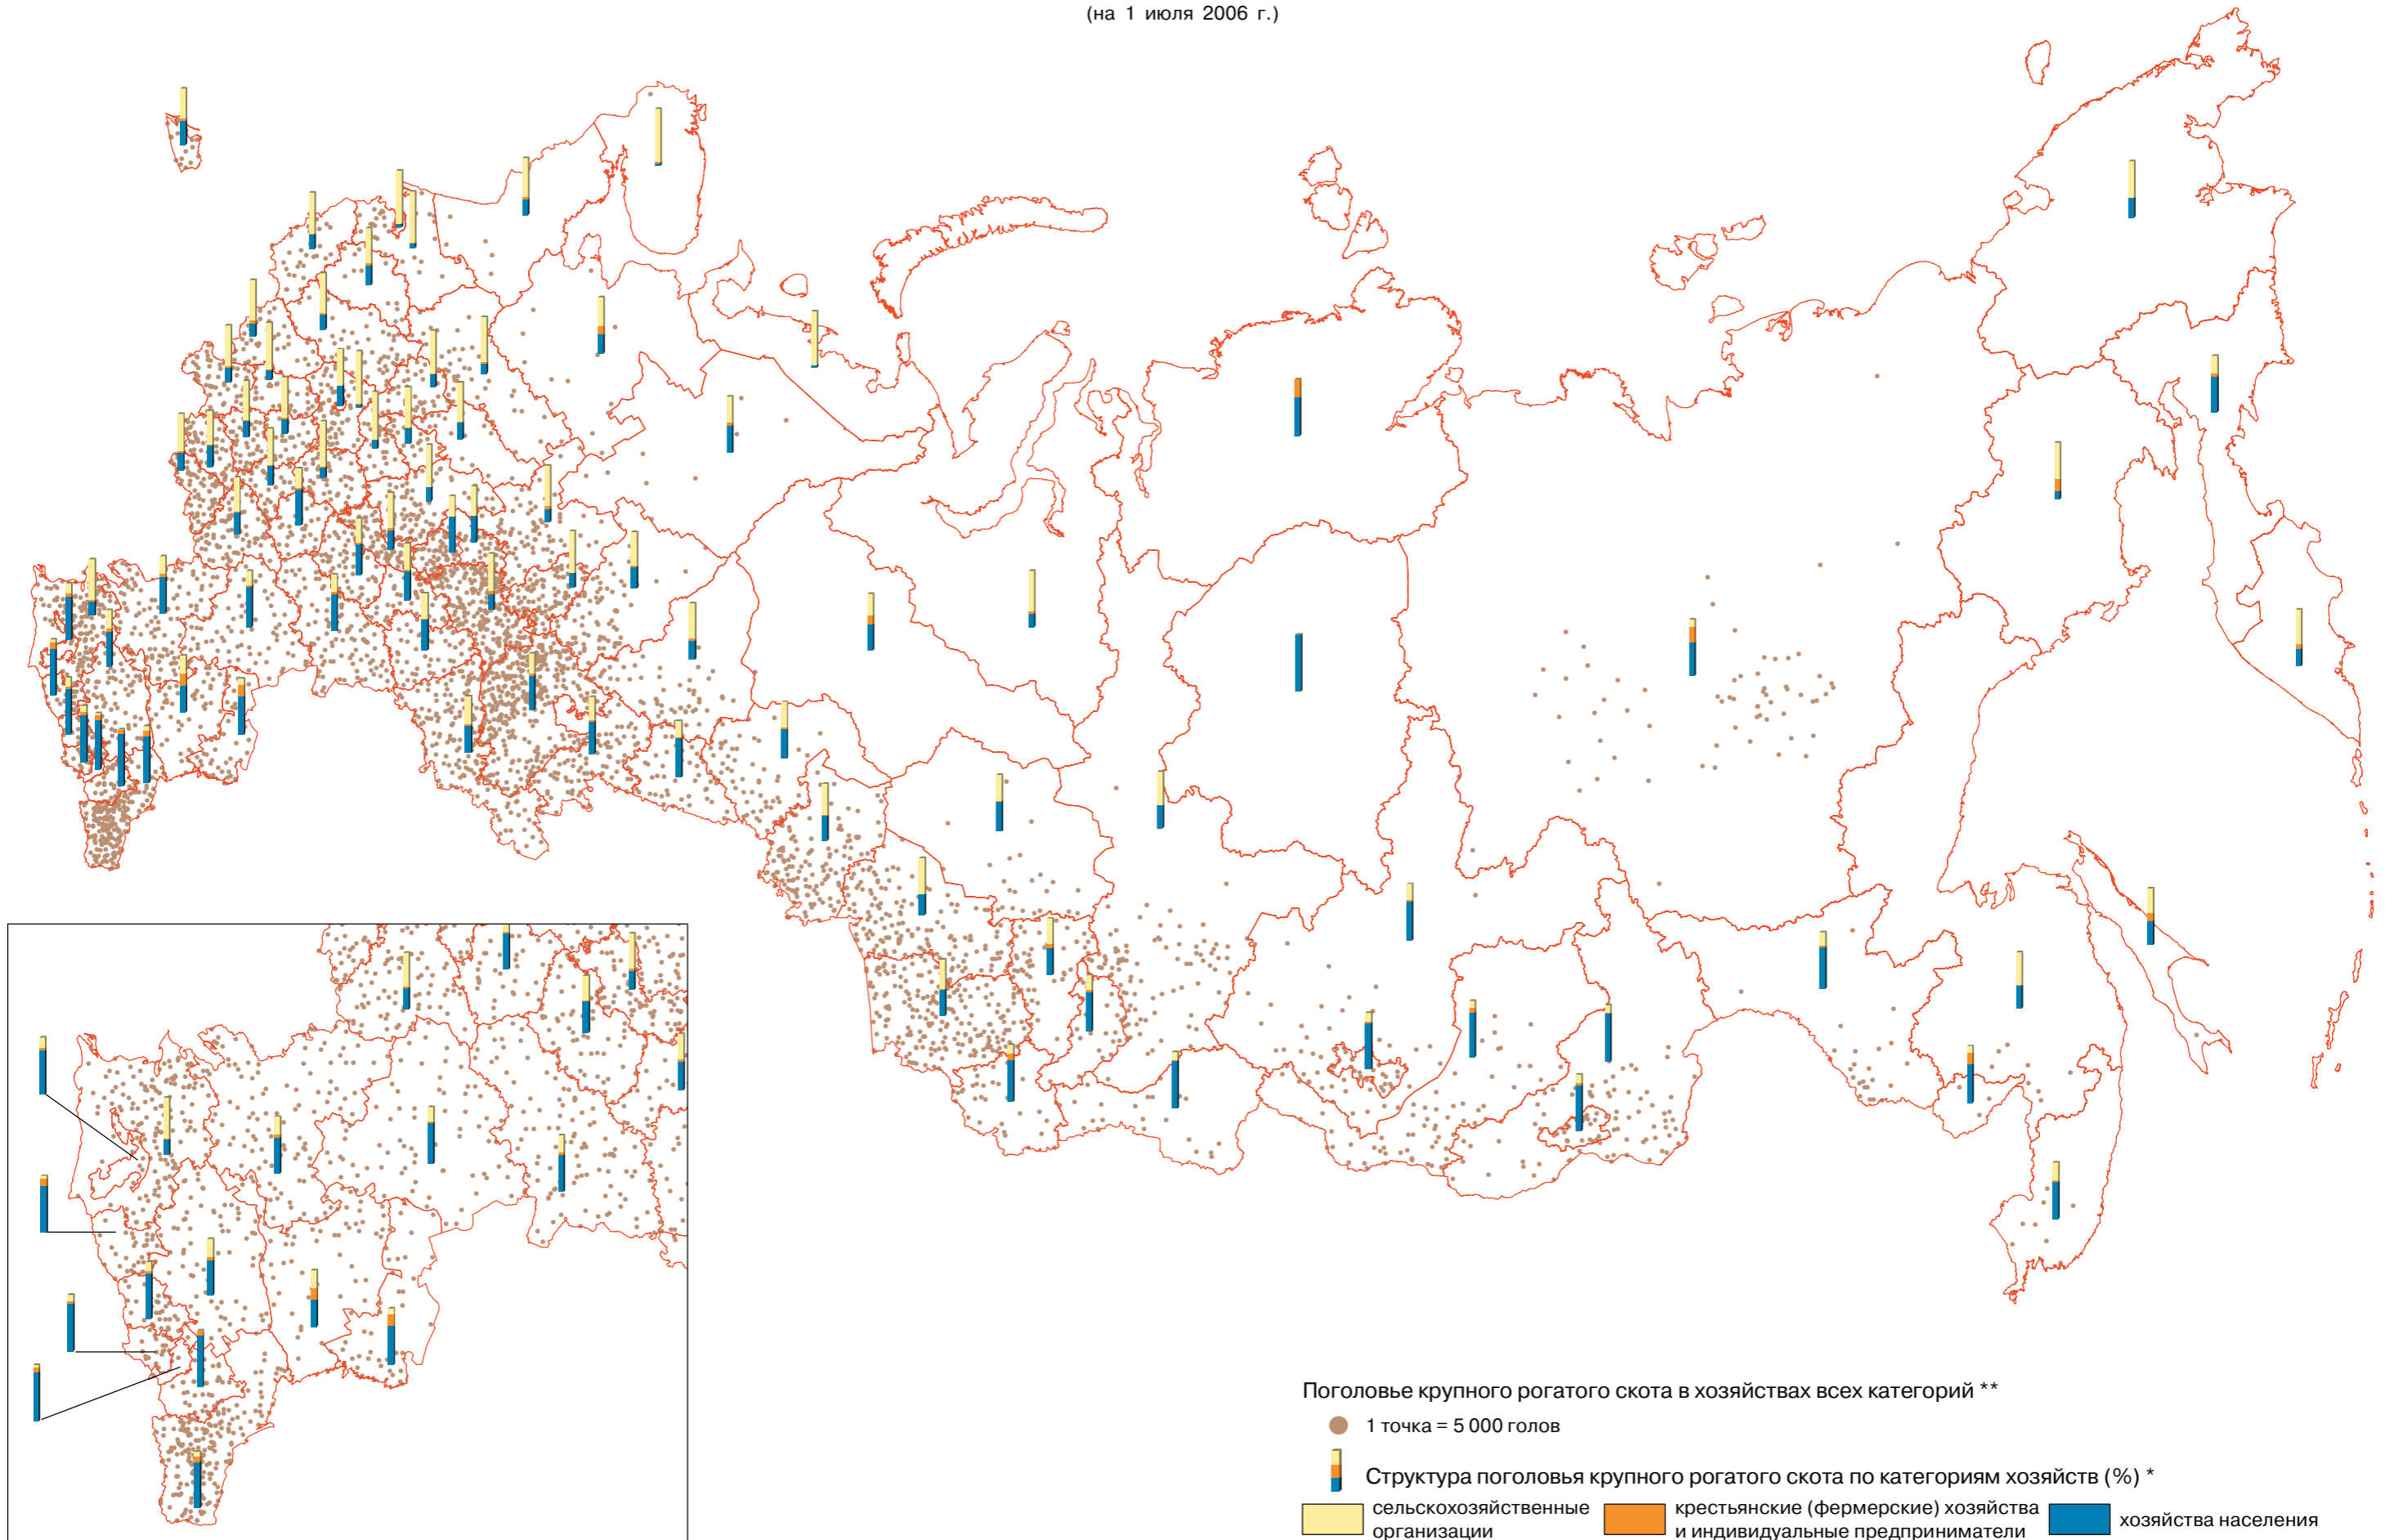 (на 1 июля 2006 г.)
Поголовье крупного рогатого скота в хозяйствах всех категорий **
1 точка = 5 000 голов
Структура поголовья крупного рогатого скота по категориям хозяйств (%) *
сельскохозяйственные
организации
крестьянские (фермерские) хозяйства
и индивидуальные предприниматели
хозяйства населения